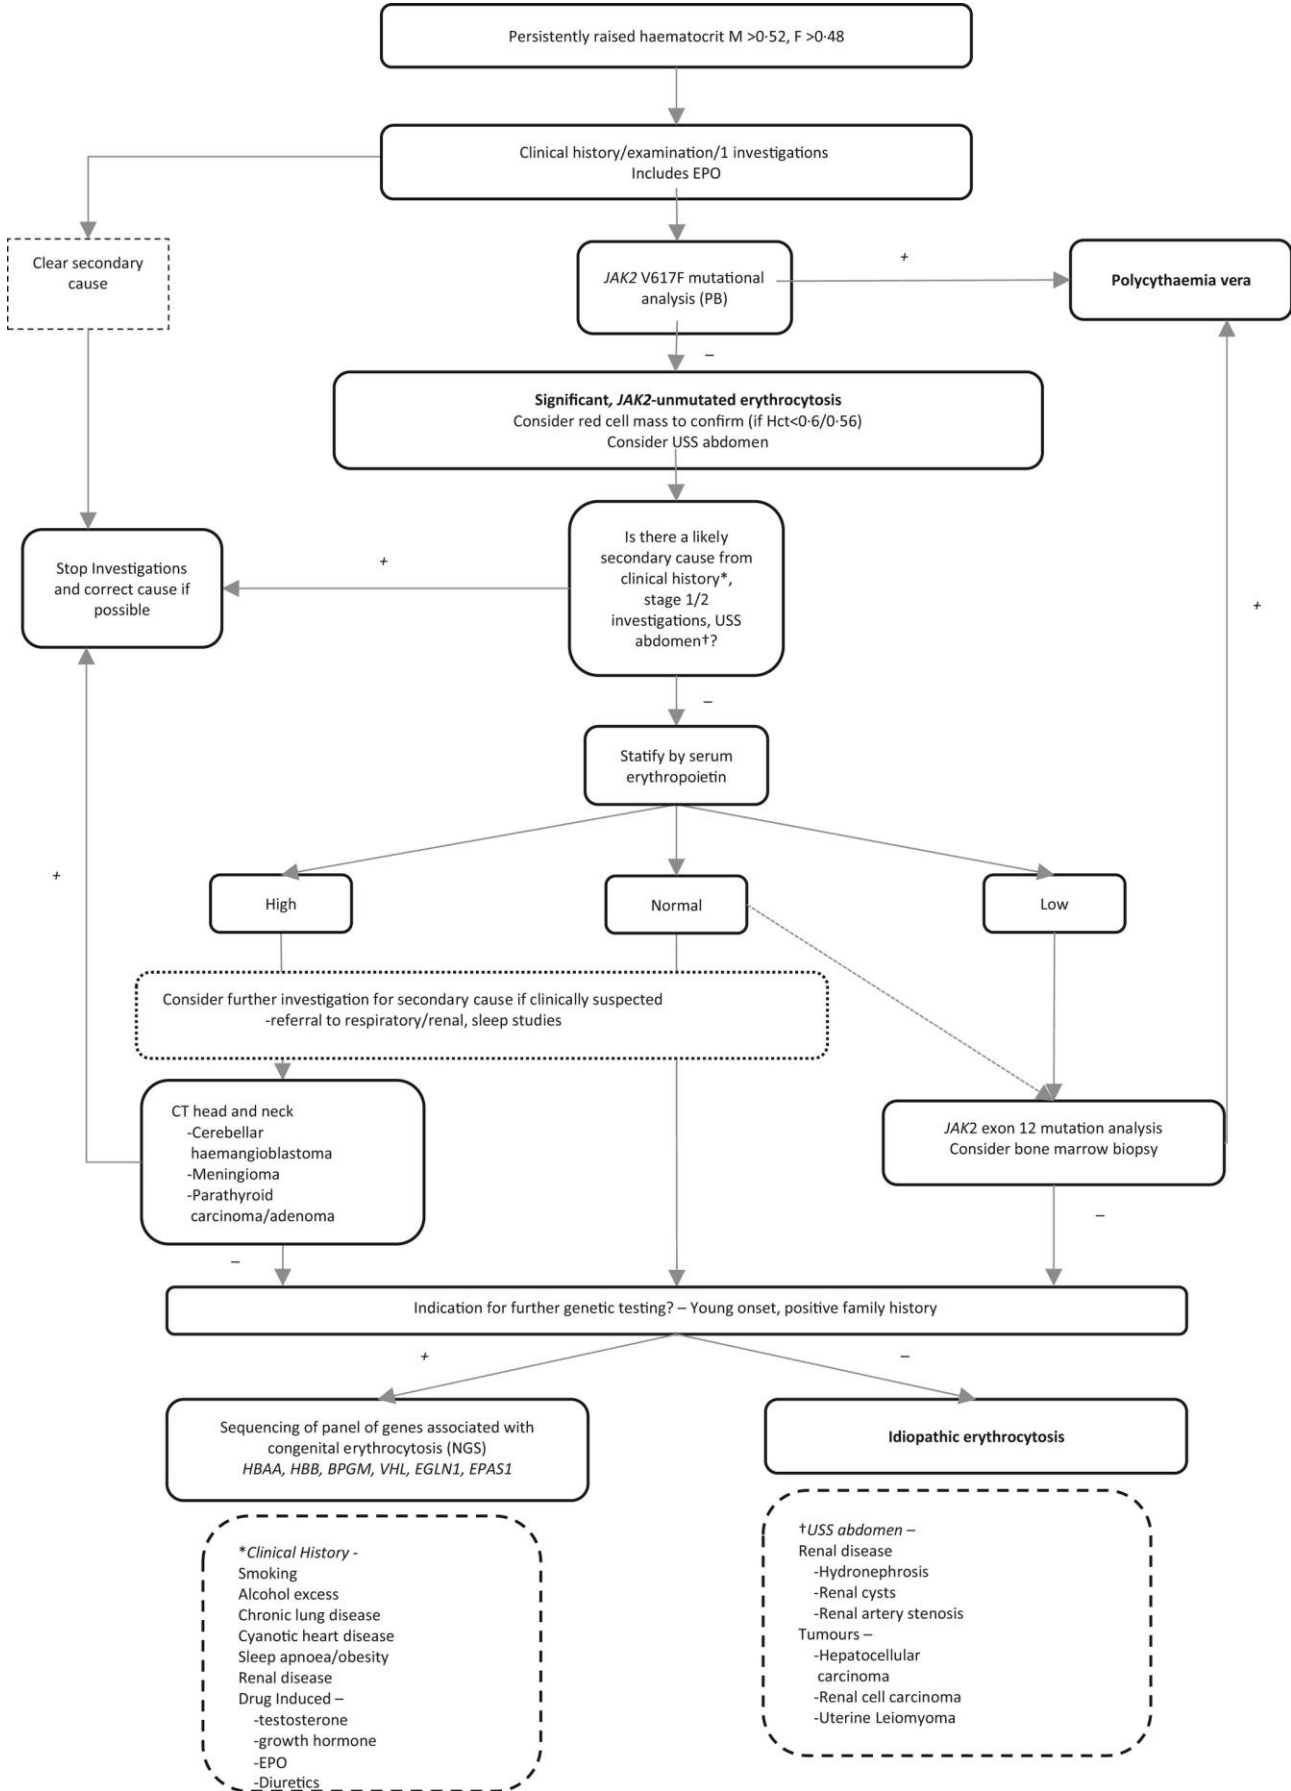 Persistently raised haematocrit M >0·52, F >0·48
Clinical history/examination/1 investigations
Includes EPO
Clear secondary
cause
JAK2 V617F mutational
analysis (PB)
+
Polycythaemia vera
–
Significant, JAK2-unmutated erythrocytosis
Consider red cell mass to confirm (if Hct<0·6/0·56)
Consider USS abdomen
Is there a likely
secondary cause from
clinical history*,
stage 1/2
investigations, USS
abdomen†?
+
Stop Investigations
and correct cause if
possible
+
–
Statify by serum
erythropoietin
+
High
Normal
Low
Consider further investigation for secondary cause if clinically suspected
-referral to respiratory/renal, sleep studies
CT head and neck
-Cerebellar
haemangioblastoma
-Meningioma
-Parathyroid
carcinoma/adenoma
JAK2 exon 12 mutation analysis
Consider bone marrow biopsy
–
–
Indication for further genetic testing? – Young onset, positive family history
+
–
Sequencing of panel of genes associated with
congenital erythrocytosis (NGS)
HBAA, HBB, BPGM, VHL, EGLN1, EPAS1
Idiopathic erythrocytosis
*Clinical History -
Smoking
Alcohol excess
Chronic lung disease
Cyanotic heart disease
Sleep apnoea/obesity
Renal disease
Drug Induced –
-testosterone
-growth hormone
-EPO
-Diuretics
†USS abdomen –
Renal disease
-Hydronephrosis
-Renal cysts
-Renal artery stenosis
Tumours –
-Hepatocellular
carcinoma
-Renal cell carcinoma
-Uterine Leiomyoma